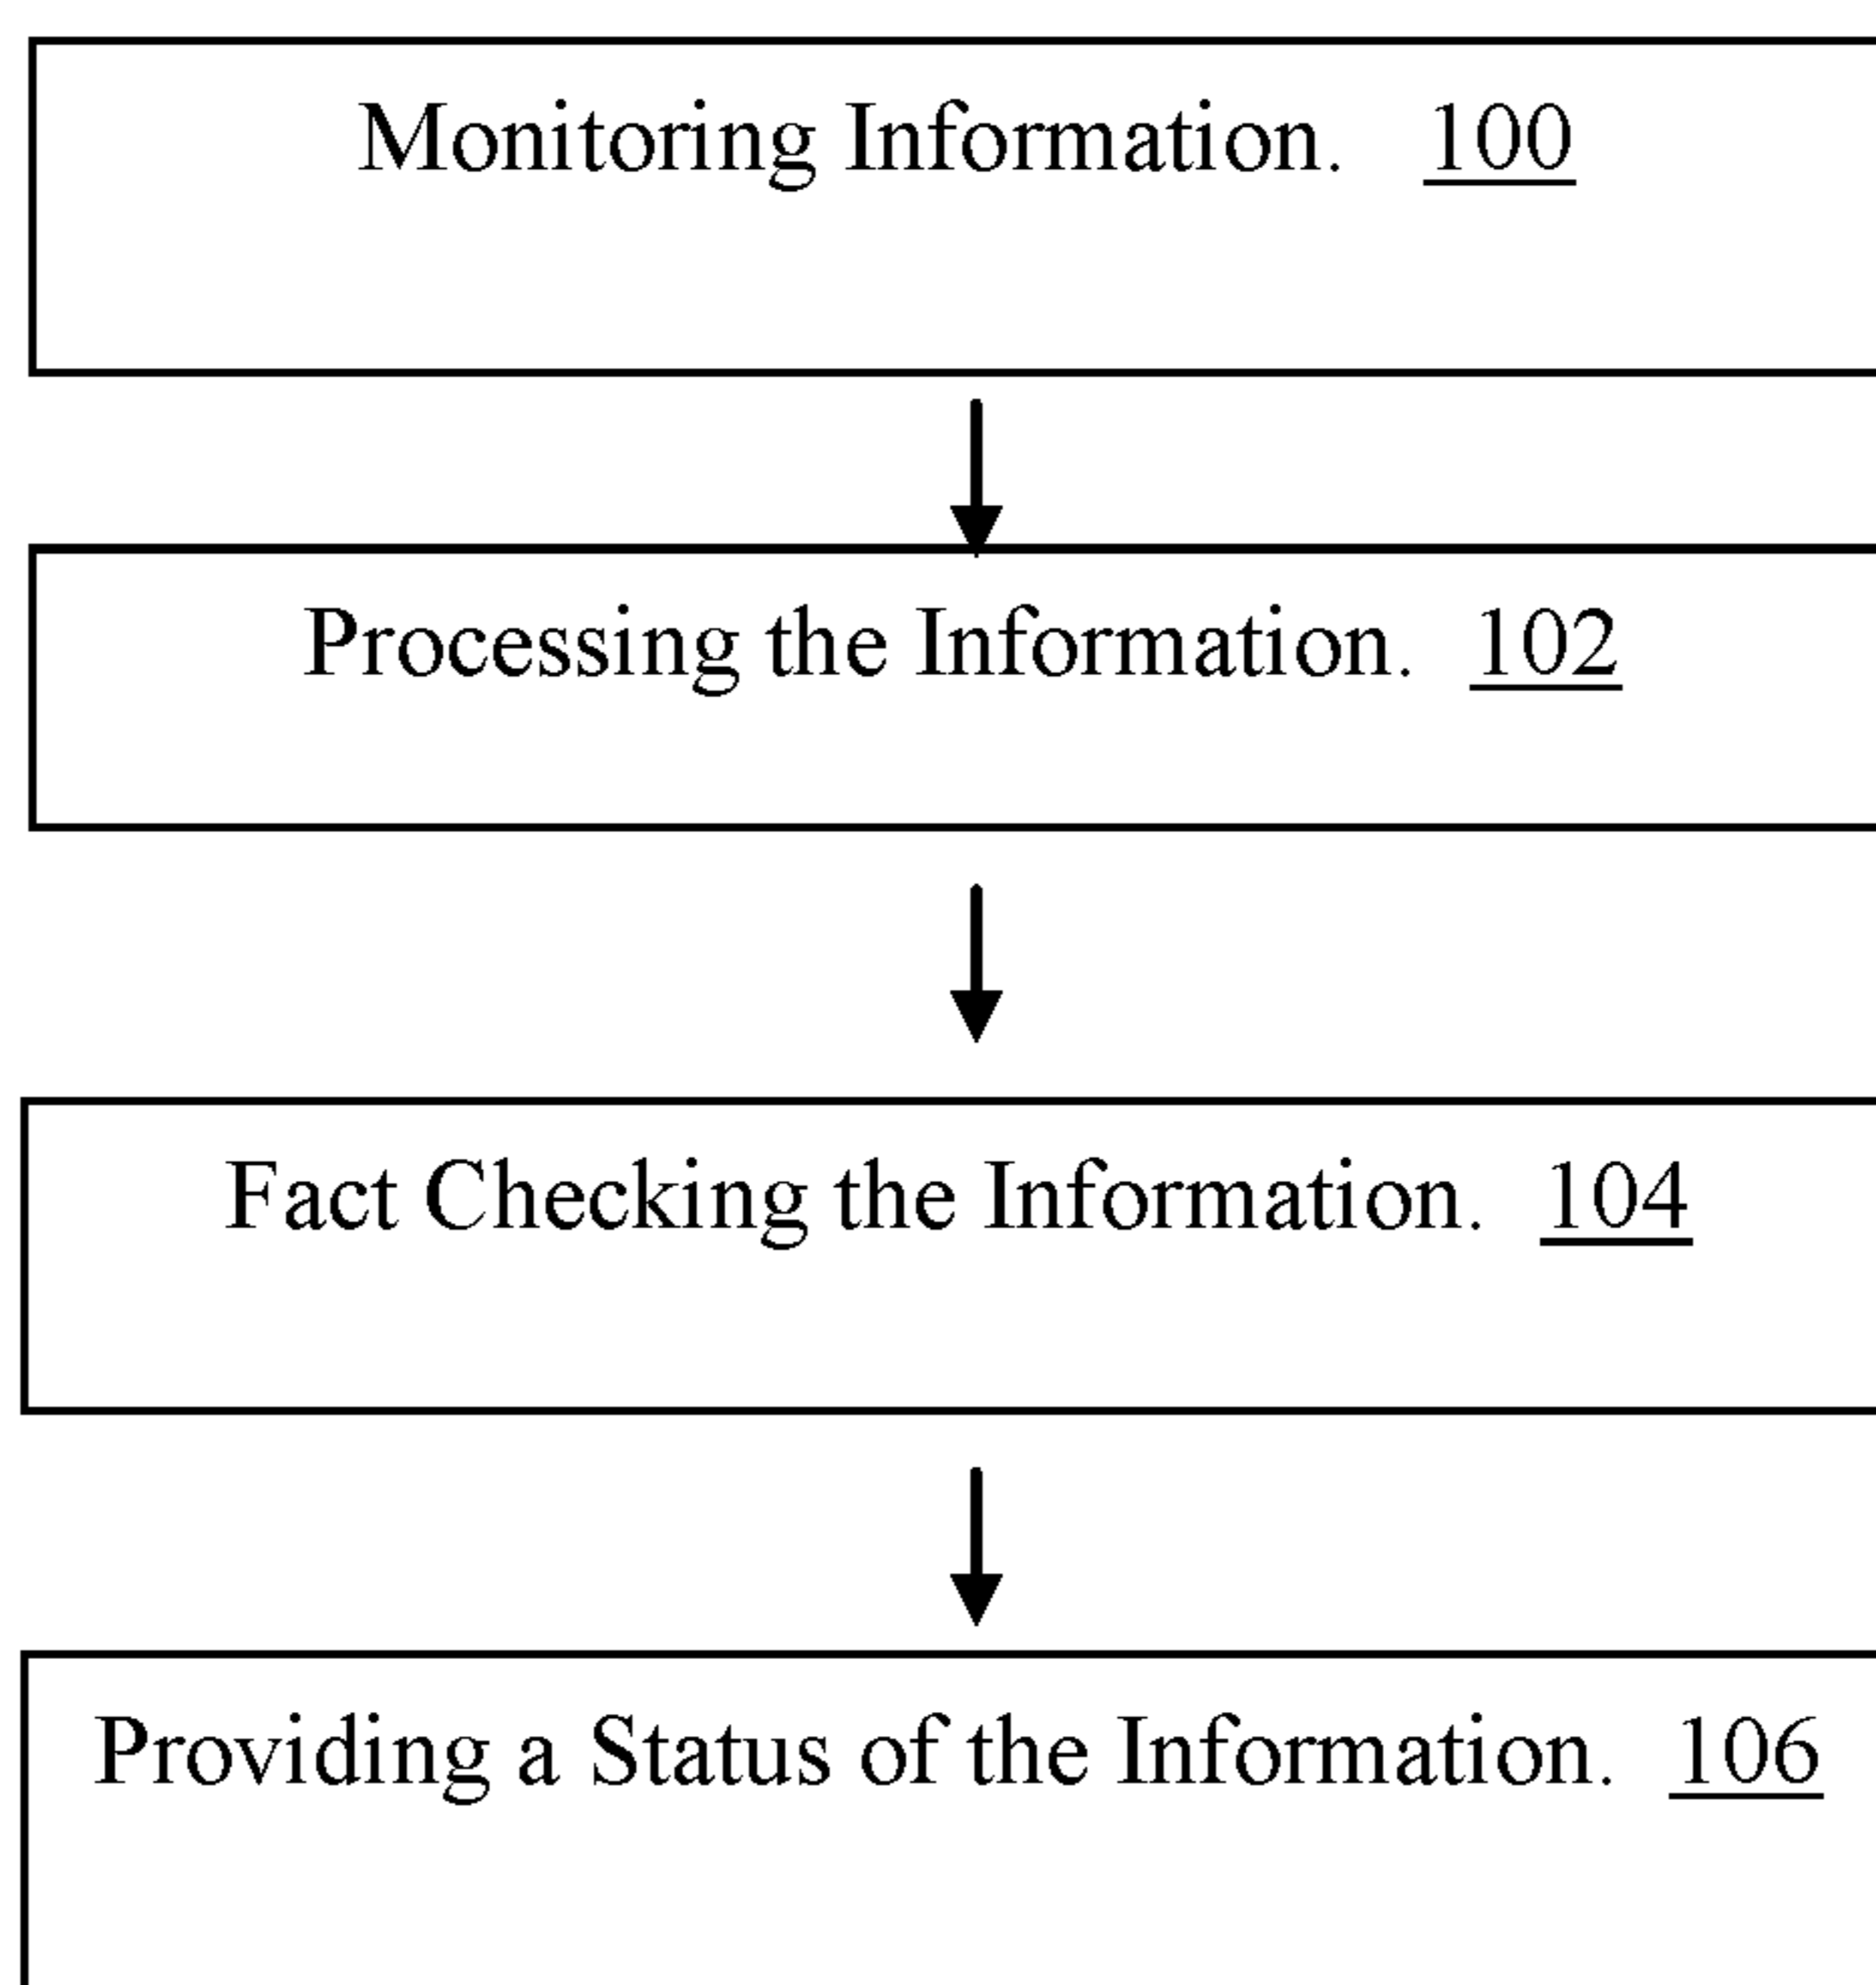 Monitoring Information. 100
Processing the Information. 102
Fact Checking the Information. 104
Providing a Status of the Information. 106